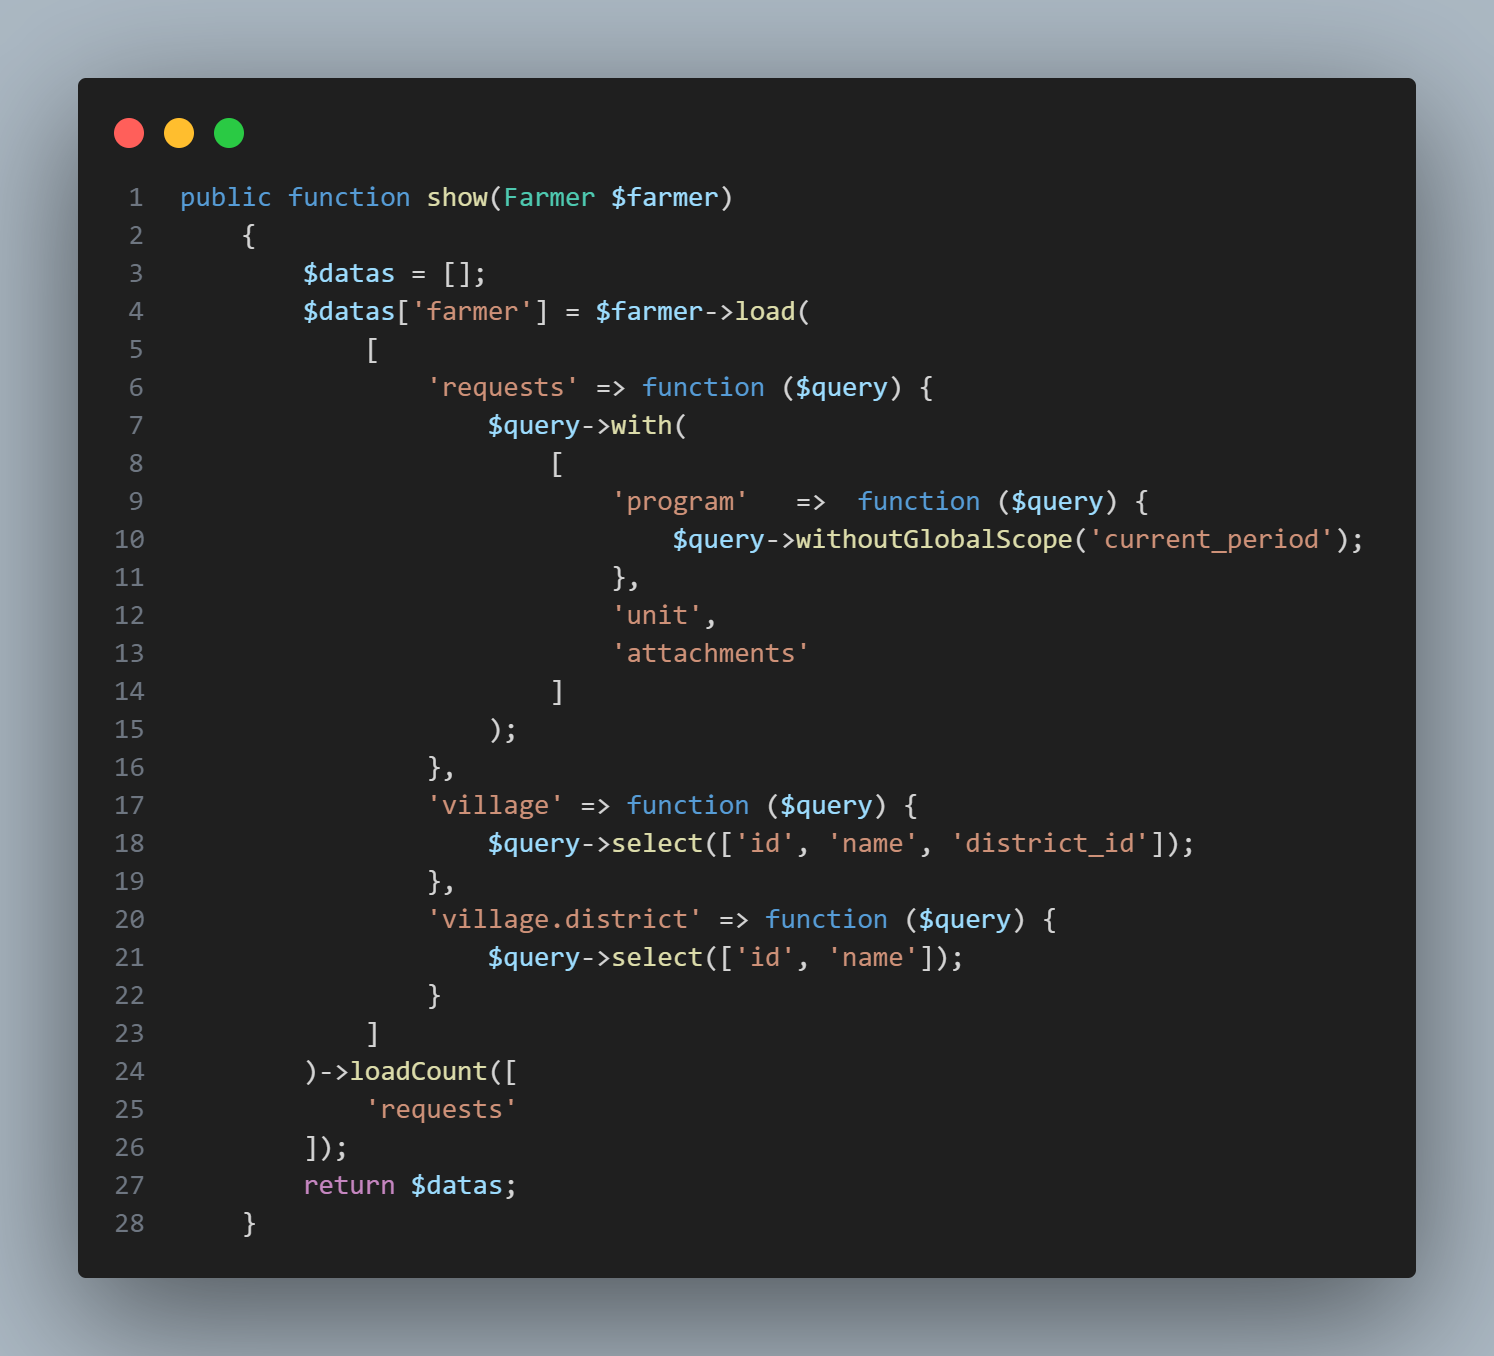 1 public function show(Farmer $farmer)
2     {
3         $datas = [];
4         $datas['farmer'] = $farmer->load(
5             [
6                 'requests' => function ($query) {
7                     $query->with(
8                         [
9                             'program'   =>  function ($query) {
10                                $query->withoutGlobalScope('current_period');
11                            },
12                            'unit',
13                            'attachments'
14                        ]
15                    );
16                },
17                'village' => function ($query) {
18                    $query->select(['id', 'name', 'district_id']);
19                },
20                'village.district' => function ($query) {
21                    $query->select(['id', 'name']);
22                }
23            ]
24        )->loadCount([
25            'requests'
26        ]);
27        return $datas;
28    }